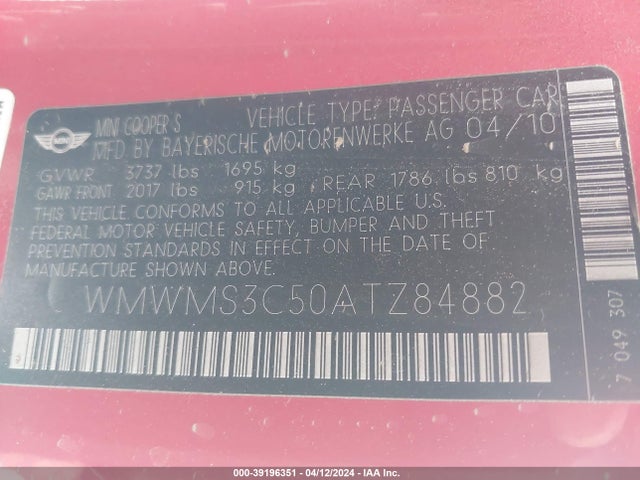 MINI
MINI COOPER S VEHICLE TYPE: PASSENGER CAR
MFD BY BAYERISCHE MOTORENWERKE AG 04/10
GVWR 3737 lbs 1695 kg
GAWR FRONT 2017 lbs 915 kg, REAR 1786 lbs 810 kg
THIS VEHICLE CONFORMS TO ALL APPLICABLE U.S.
FEDERAL MOTOR VEHICLE SAFETY, BUMPER AND THEFT
PREVENTION STANDARDS IN EFFECT ON THE DATE OF
MANUFACTURE SHOWN ABOVE
WMWMS3C50ATZ84882
7 049 307
000-39196351 - 04/12/2024 - IAA Inc.